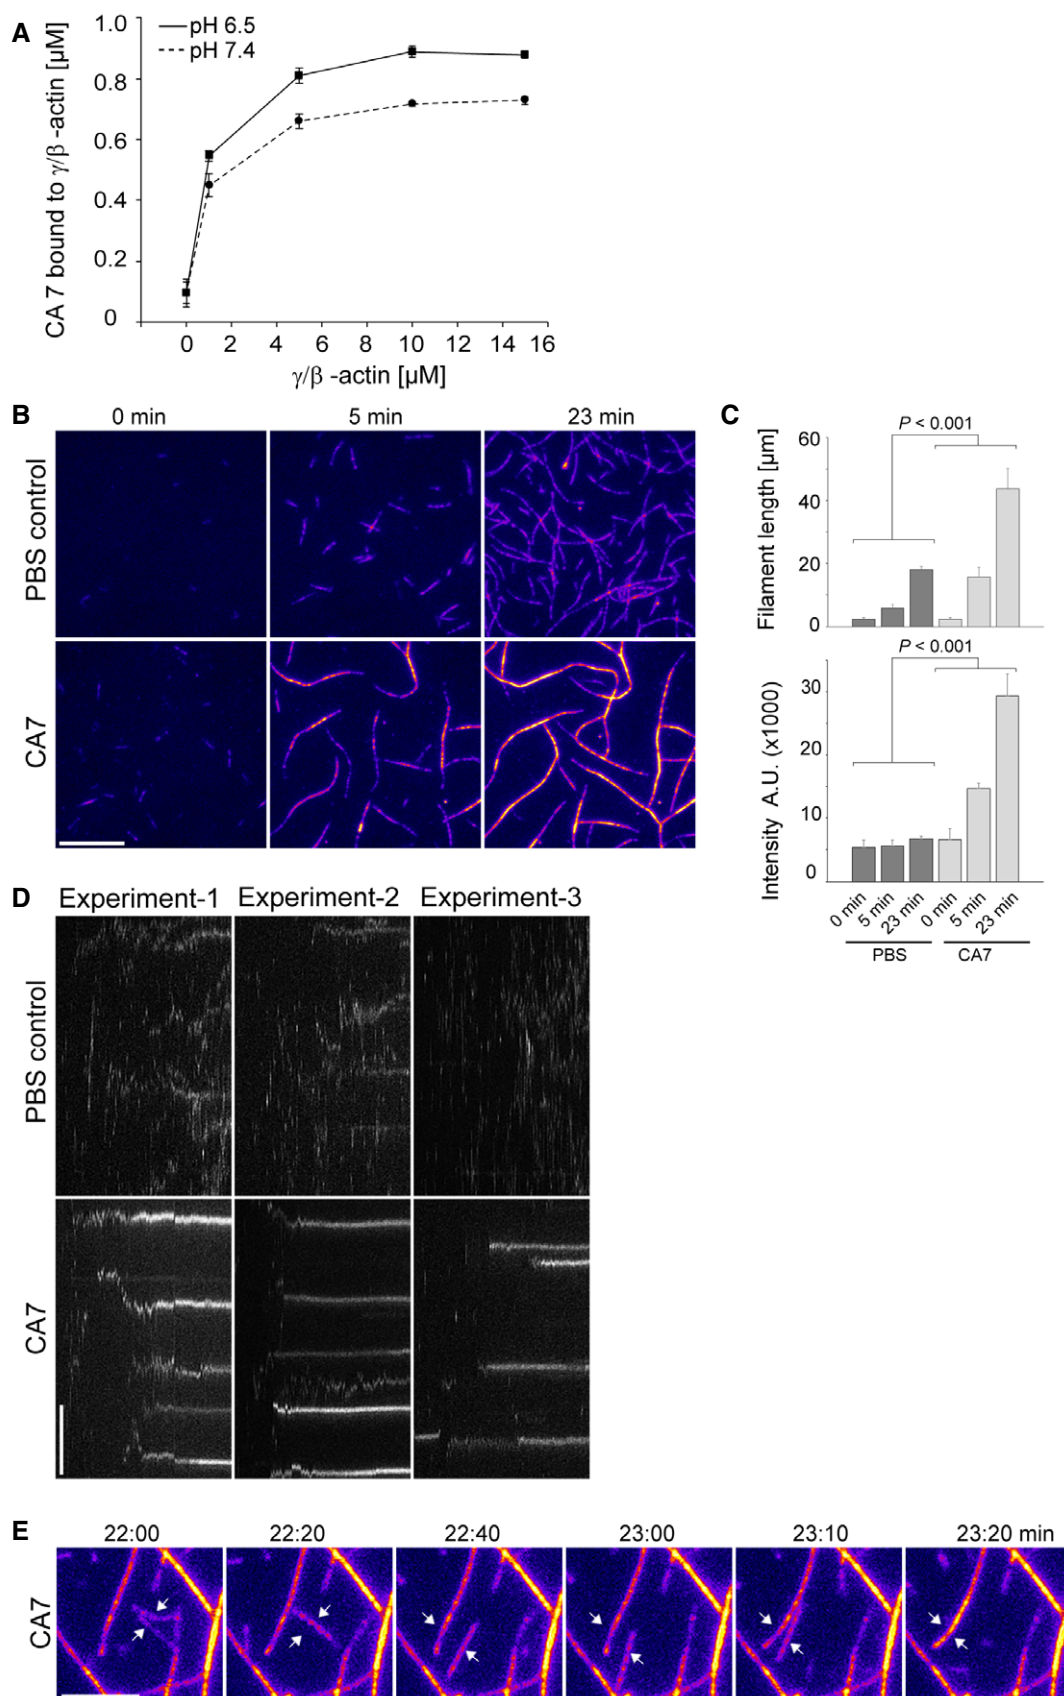 A
CA 7 bound to γ/β -actin [µM]
1.0
0.8
0.6
0.4
0.2
0
pH 6.5
pH 7.4
0 2 4 6 8 10 12 14 16
γ/β -actin [µM]
B
0 min 5 min 23 min
PBS control
CA7
C
P < 0.001
Filament length [µm]
60
40
20
0
P < 0.001
Intensity A.U. (x1000)
30
20
10
0
0 min 5 min 23 min 0 min 5 min 23 min
PBS CA7
D
Experiment-1 Experiment-2 Experiment-3
PBS control
CA7
E
22:00 22:20 22:40 23:00 23:10 23:20 min
CA7